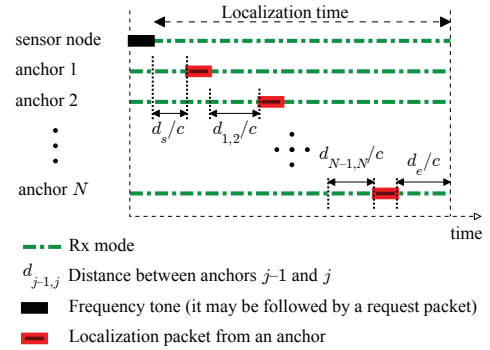 Localization time
sensor node
anchor 1
anchor 2
d_s/c
d_{1,2}/c
d_{N–1,N}/c
d_e/c
anchor N
time
Rx mode
d_{j–1,j} Distance between anchors j–1 and j
Frequency tone (it may be followed by a request packet)
Localization packet from an anchor